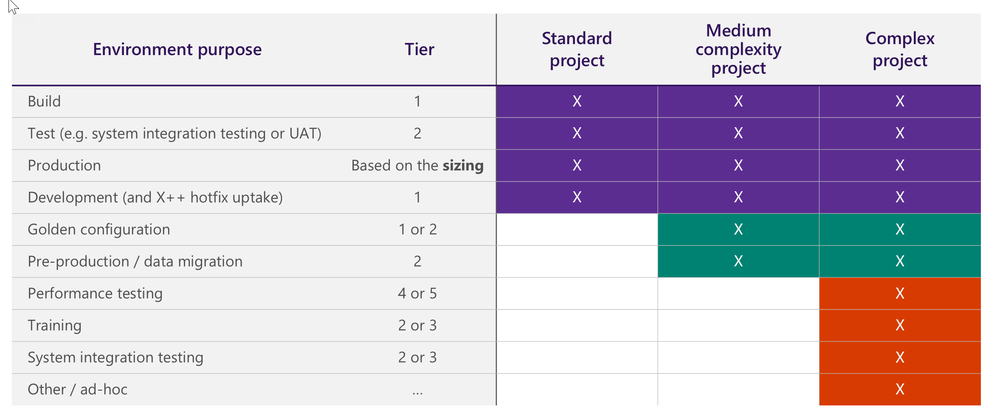 Environment purpose Tier Standard project Medium complexity project Complex project
Build 1 X X X
Test (e.g. system integration testing or UAT) 2 X X X
Production Based on the sizing X X X
Development (and X++ hotfix uptake) 1 X X X
Golden configuration 1 or 2 X X
Pre-production / data migration 2 X X
Performance testing 4 or 5 X
Training 2 or 3 X
System integration testing 2 or 3 X
Other / ad-hoc ... X